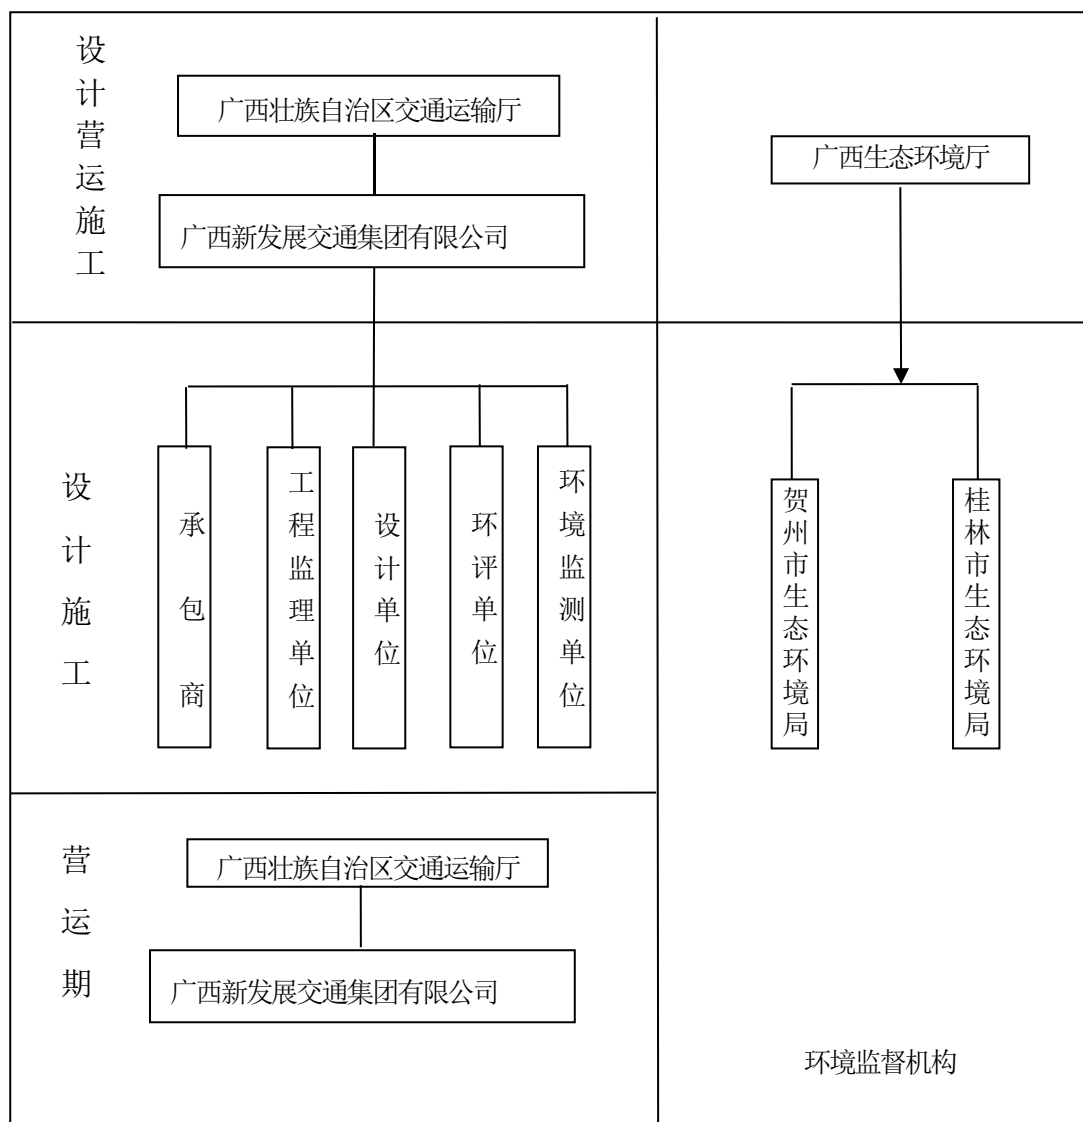 设计营运施工
广西壮族自治区交通运输厅
广西新发展交通集团有限公司
广西生态环境厅
设计施工
承包商
工程监理单位
设计单位
环评单位
环境监测单位
贺州市生态环境局
桂林市生态环境局
营运期
广西壮族自治区交通运输厅
广西新发展交通集团有限公司
环境监督机构